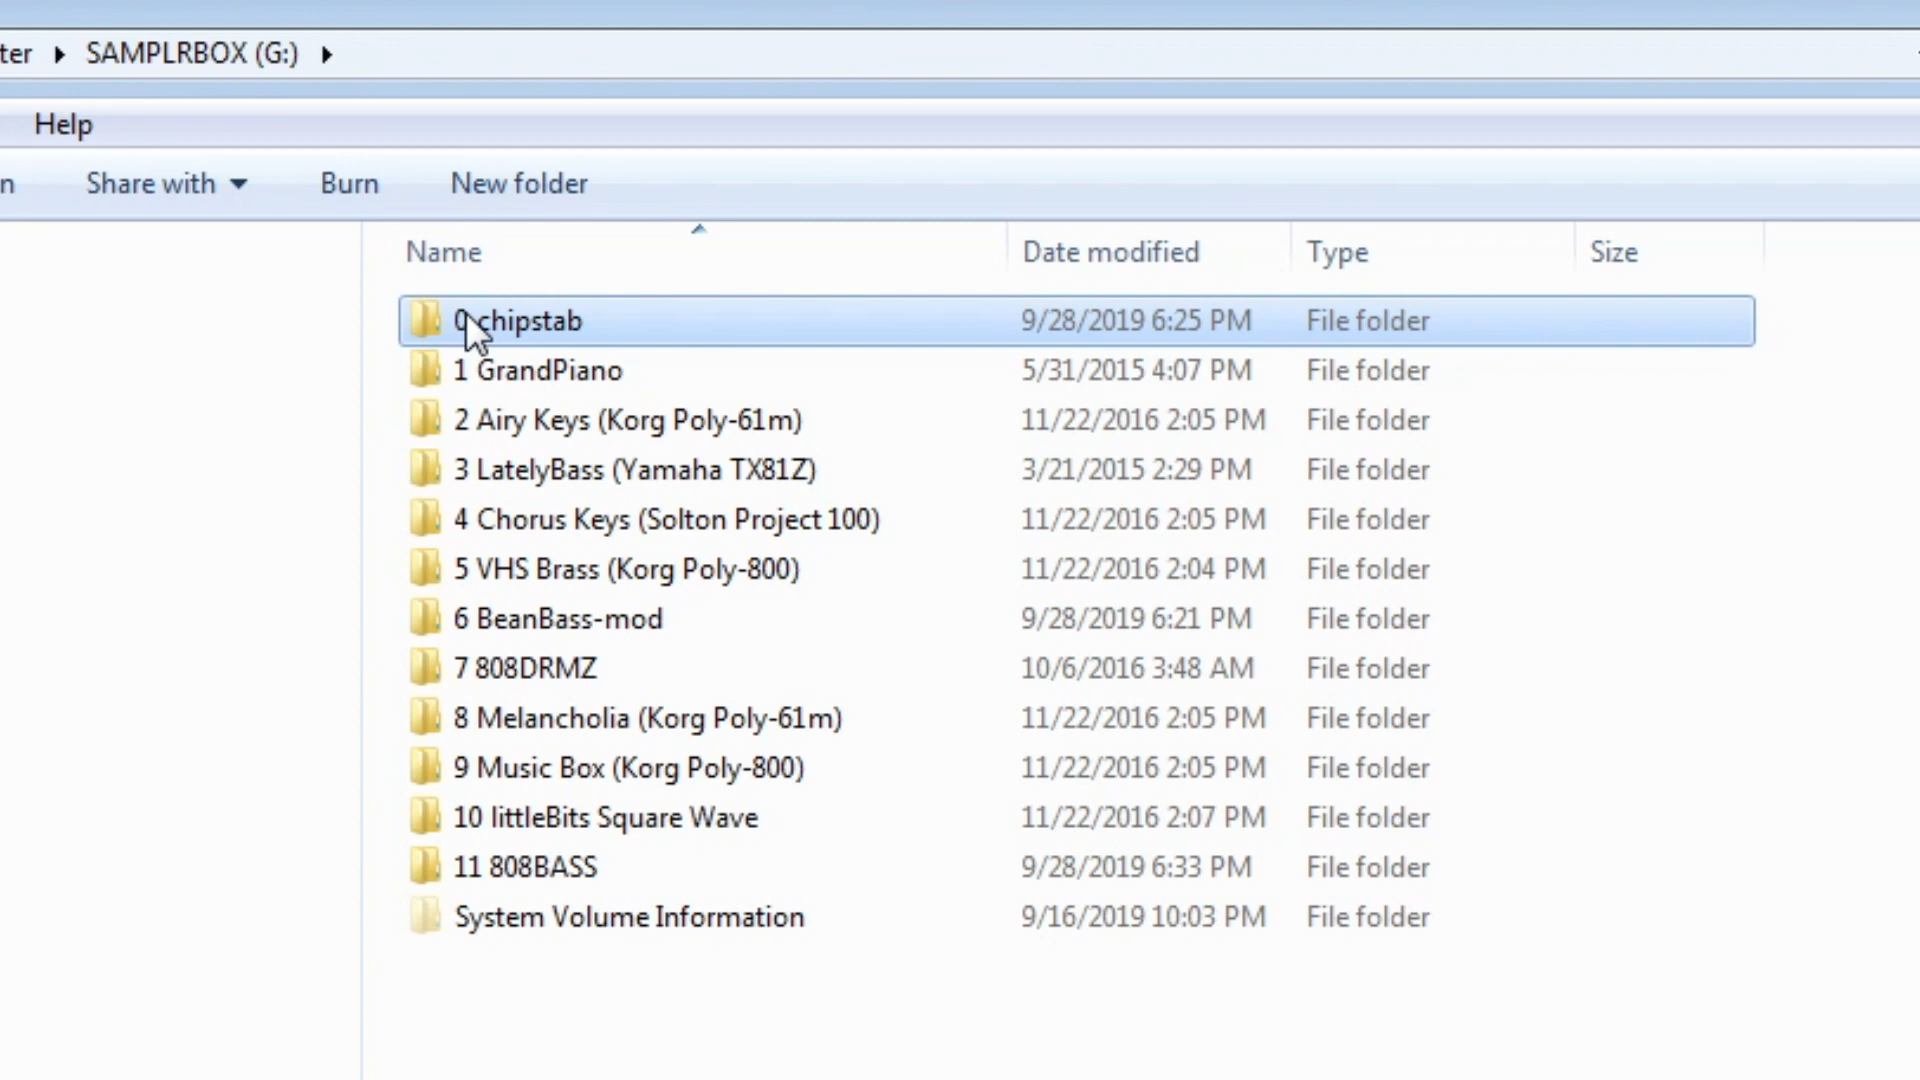 ter ▸ SAMPLRBOX (G:) ▸
Help
n Share with Burn New folder
Name Date modified Type Size
0 chipstab 9/28/2019 6:25 PM File folder
1 GrandPiano 5/31/2015 4:07 PM File folder
2 Airy Keys (Korg Poly-61m) 11/22/2016 2:05 PM File folder
3 LatelyBass (Yamaha TX81Z) 3/21/2015 2:29 PM File folder
4 Chorus Keys (Solton Project 100) 11/22/2016 2:05 PM File folder
5 VHS Brass (Korg Poly-800) 11/22/2016 2:04 PM File folder
6 BeanBass-mod 9/28/2019 6:21 PM File folder
7 808DRMZ 10/6/2016 3:48 AM File folder
8 Melancholia (Korg Poly-61m) 11/22/2016 2:05 PM File folder
9 Music Box (Korg Poly-800) 11/22/2016 2:05 PM File folder
10 littleBits Square Wave 11/22/2016 2:07 PM File folder
11 808BASS 9/28/2019 6:33 PM File folder
System Volume Information 9/16/2019 10:03 PM File folder